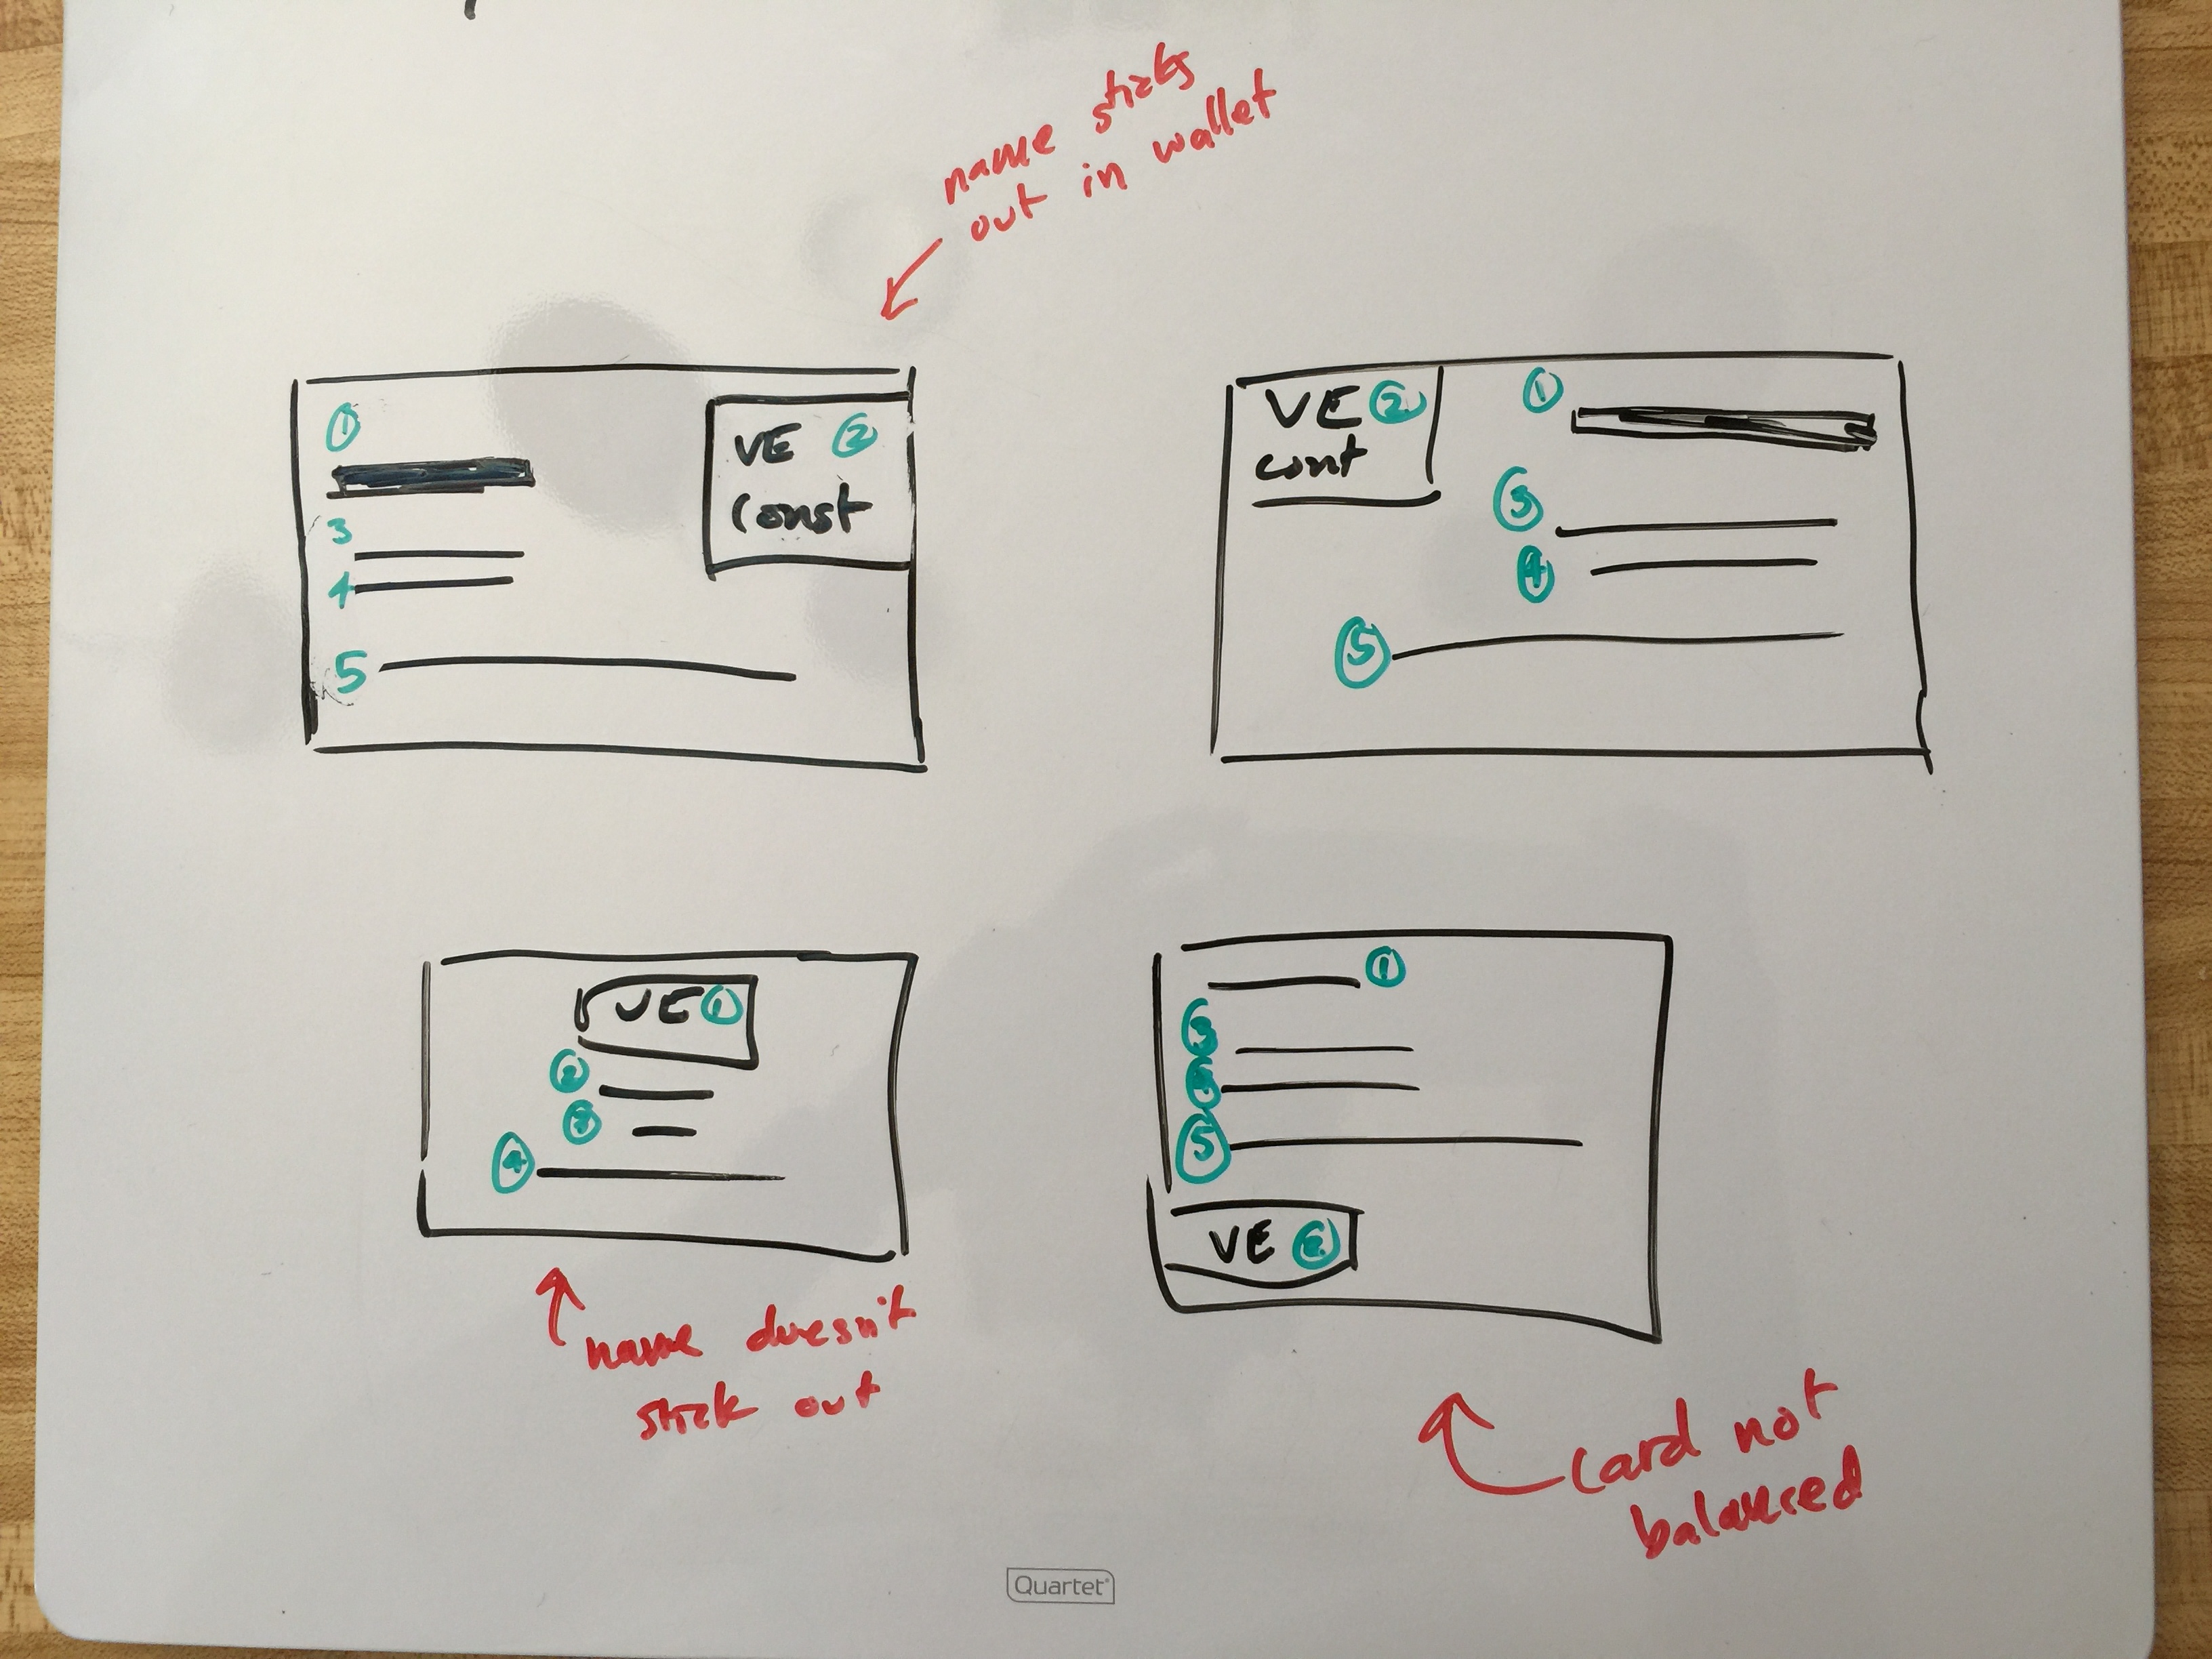 ①
VE ②
Const
3
4
5
name sticks
out in wallet
VE ②
const
①
③
④
⑤
VE ①
②
③
④
name doesn't
stick out
①
③
④
⑤
VE ②
Card not
balanced
Quartet